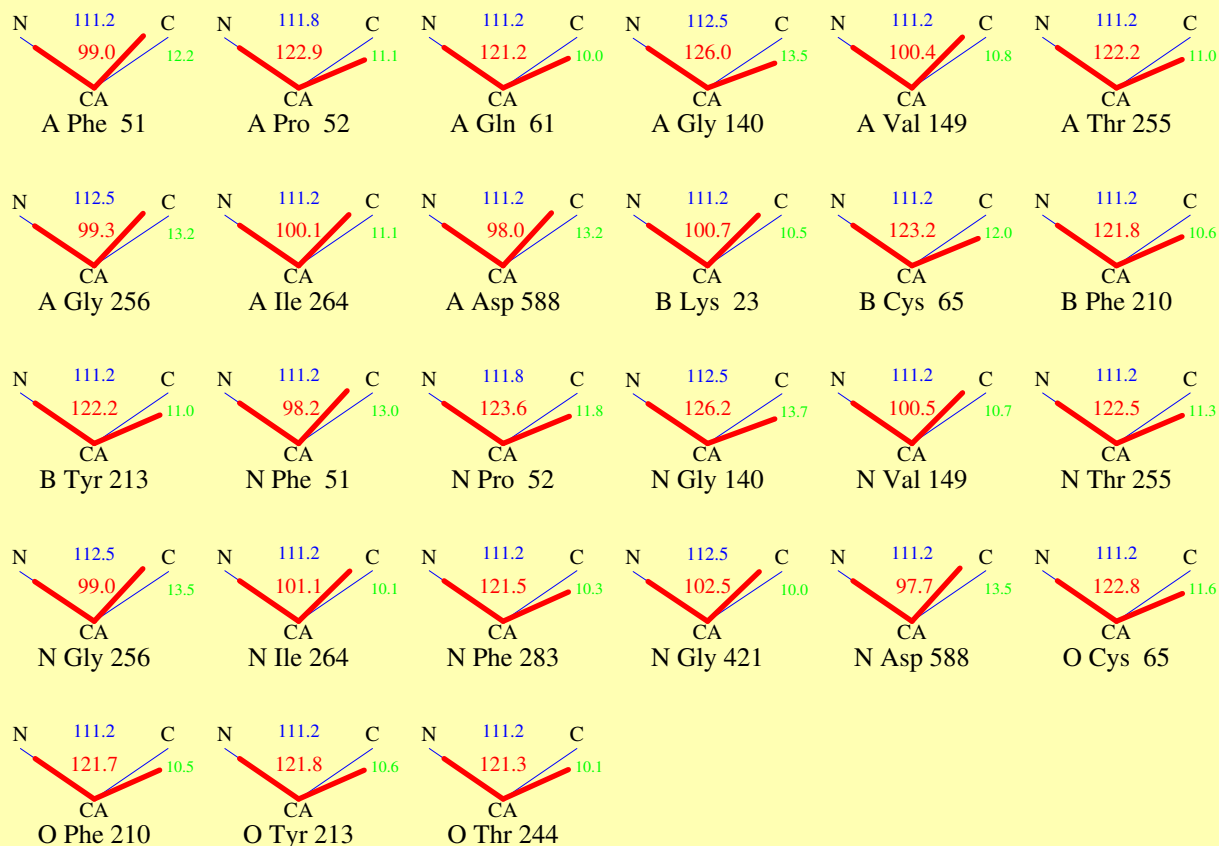 N 111.2 C N 111.8 C N 111.2 C N 112.5 C N 111.2 C N 111.2 C
99.0 12.2 122.9 11.1 121.2 10.0 126.0 13.5 100.4 10.8 122.2 11.0
CA CA CA CA CA CA
A Phe 51 A Pro 52 A Gln 61 A Gly 140 A Val 149 A Thr 255
N 112.5 C N 111.2 C N 111.2 C N 111.2 C N 111.2 C N 111.2 C
99.3 13.2 100.1 11.1 98.0 13.2 100.7 10.5 123.2 12.0 121.8 10.6
CA CA CA CA CA CA
A Gly 256 A Ile 264 A Asp 588 B Lys 23 B Cys 65 B Phe 210
N 111.2 C N 111.2 C N 111.8 C N 112.5 C N 111.2 C N 111.2 C
122.2 11.0 98.2 13.0 123.6 11.8 126.2 13.7 100.5 10.7 122.5 11.3
CA CA CA CA CA CA
B Tyr 213 N Phe 51 N Pro 52 N Gly 140 N Val 149 N Thr 255
N 112.5 C N 111.2 C N 111.2 C N 112.5 C N 111.2 C N 111.2 C
99.0 13.5 101.1 10.1 121.5 10.3 102.5 10.0 97.7 13.5 122.8 11.6
CA CA CA CA CA CA
N Gly 256 N Ile 264 N Phe 283 N Gly 421 N Asp 588 O Cys 65
N 111.2 C N 111.2 C N 111.2 C
121.7 10.5 121.8 10.6 121.3 10.1
CA CA CA
O Phe 210 O Tyr 213 O Thr 244